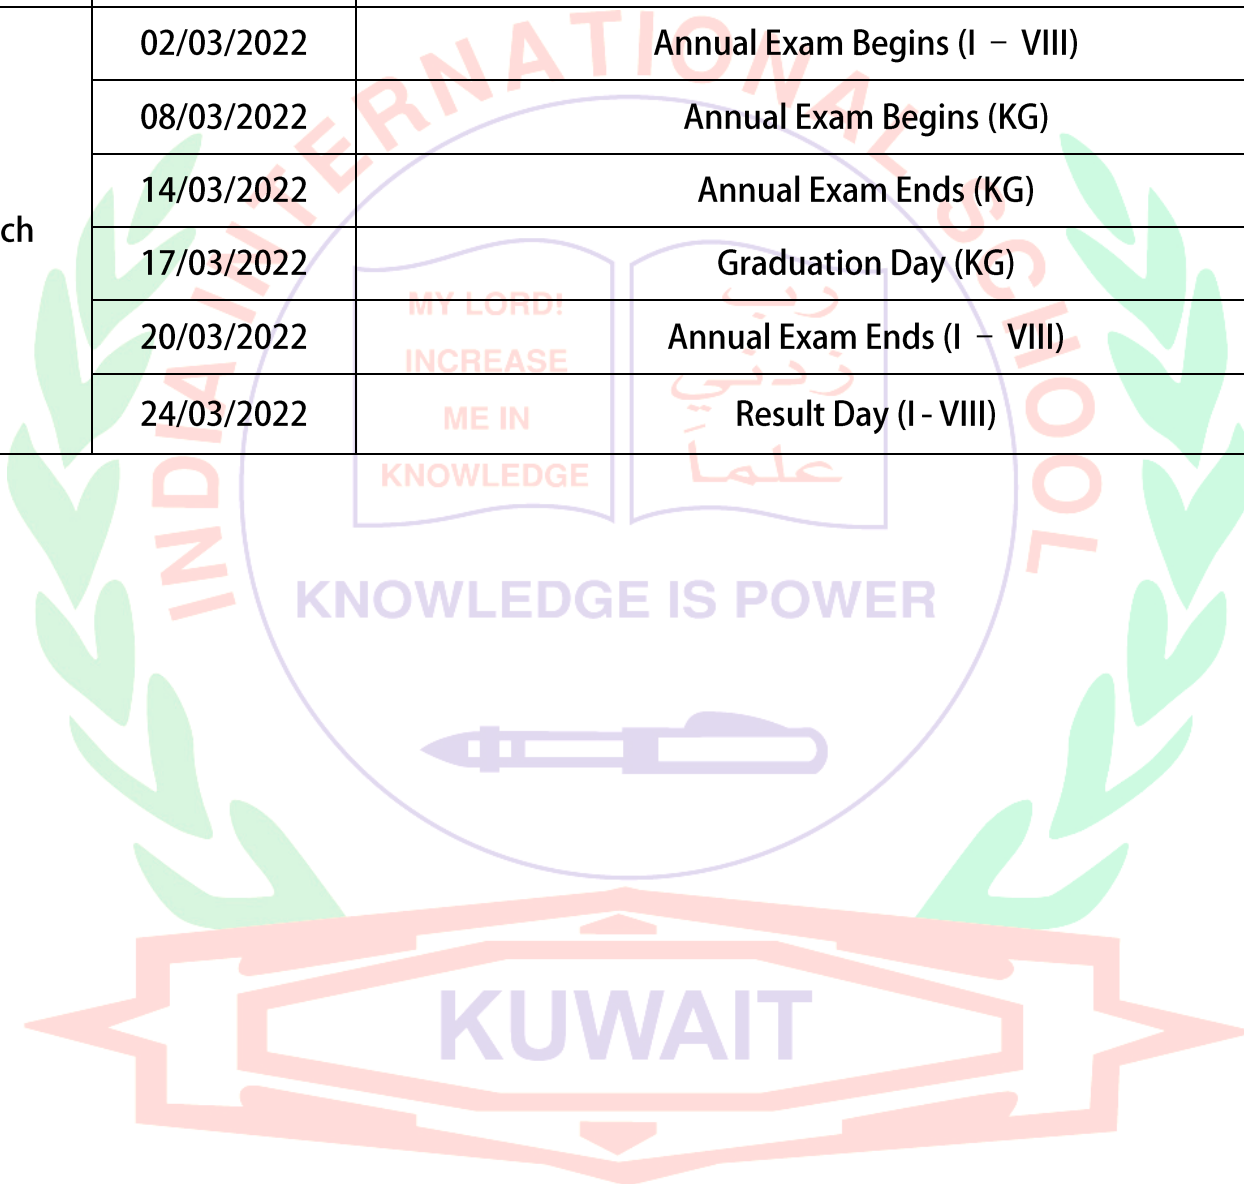 02/03/2022 Annual Exam Begins (I – VIII)
08/03/2022 Annual Exam Begins (KG)
14/03/2022 Annual Exam Ends (KG)
ch
17/03/2022 Graduation Day (KG)
20/03/2022 Annual Exam Ends (I – VIII)
24/03/2022 Result Day (I - VIII)
INDIA INTERNATIONAL SCHOOL
MY LORD!
INCREASE
ME IN
KNOWLEDGE
رب
زدني
علما
KNOWLEDGE IS POWER
KUWAIT